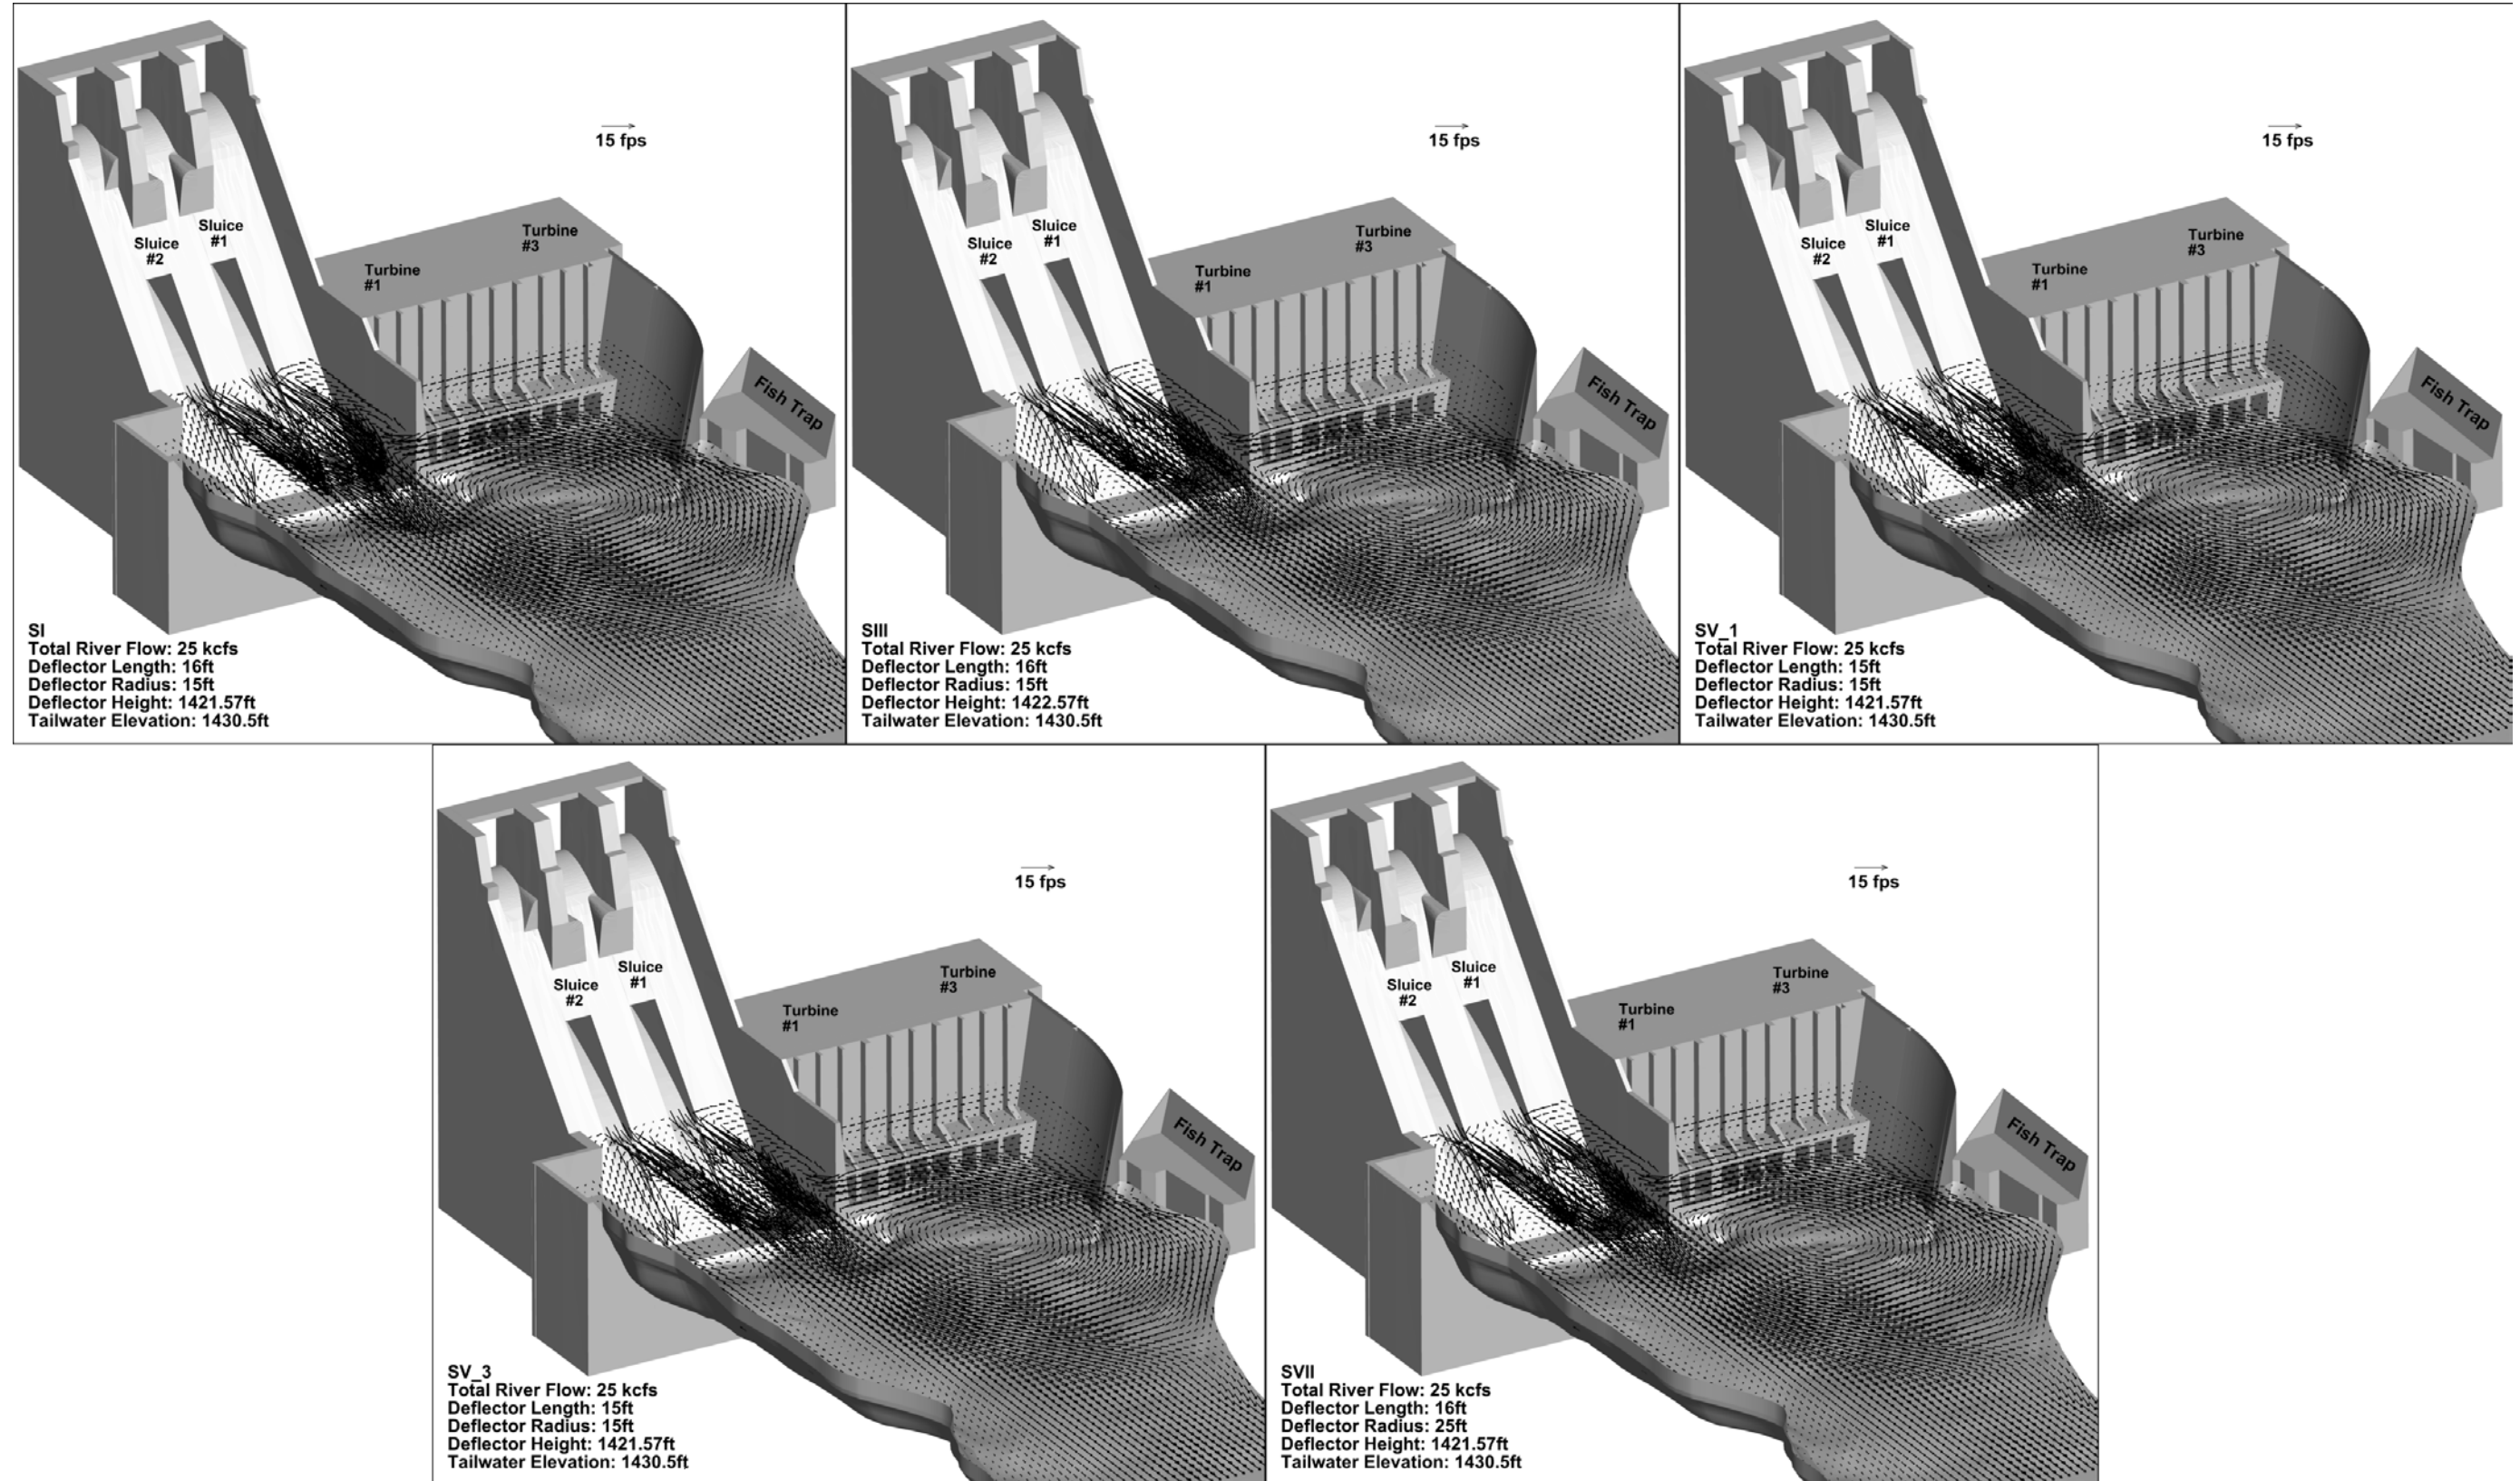 15 fps
Sluice
#1
Sluice
#2
Turbine
#3
Turbine
#1
Fish Trap
SI
Total River Flow: 25 kcfs
Deflector Length: 16ft
Deflector Radius: 15ft
Deflector Height: 1421.57ft
Tailwater Elevation: 1430.5ft
15 fps
Sluice
#1
Sluice
#2
Turbine
#3
Turbine
#1
Fish Trap
SIII
Total River Flow: 25 kcfs
Deflector Length: 16ft
Deflector Radius: 15ft
Deflector Height: 1422.57ft
Tailwater Elevation: 1430.5ft
15 fps
Sluice
#1
Sluice
#2
Turbine
#3
Turbine
#1
Fish Trap
SV_1
Total River Flow: 25 kcfs
Deflector Length: 15ft
Deflector Radius: 15ft
Deflector Height: 1421.57ft
Tailwater Elevation: 1430.5ft
15 fps
Sluice
#1
Sluice
#2
Turbine
#3
Turbine
#1
Fish Trap
SV_3
Total River Flow: 25 kcfs
Deflector Length: 15ft
Deflector Radius: 15ft
Deflector Height: 1421.57ft
Tailwater Elevation: 1430.5ft
15 fps
Sluice
#1
Sluice
#2
Turbine
#3
Turbine
#1
Fish Trap
SVII
Total River Flow: 25 kcfs
Deflector Length: 16ft
Deflector Radius: 25ft
Deflector Height: 1421.57ft
Tailwater Elevation: 1430.5ft